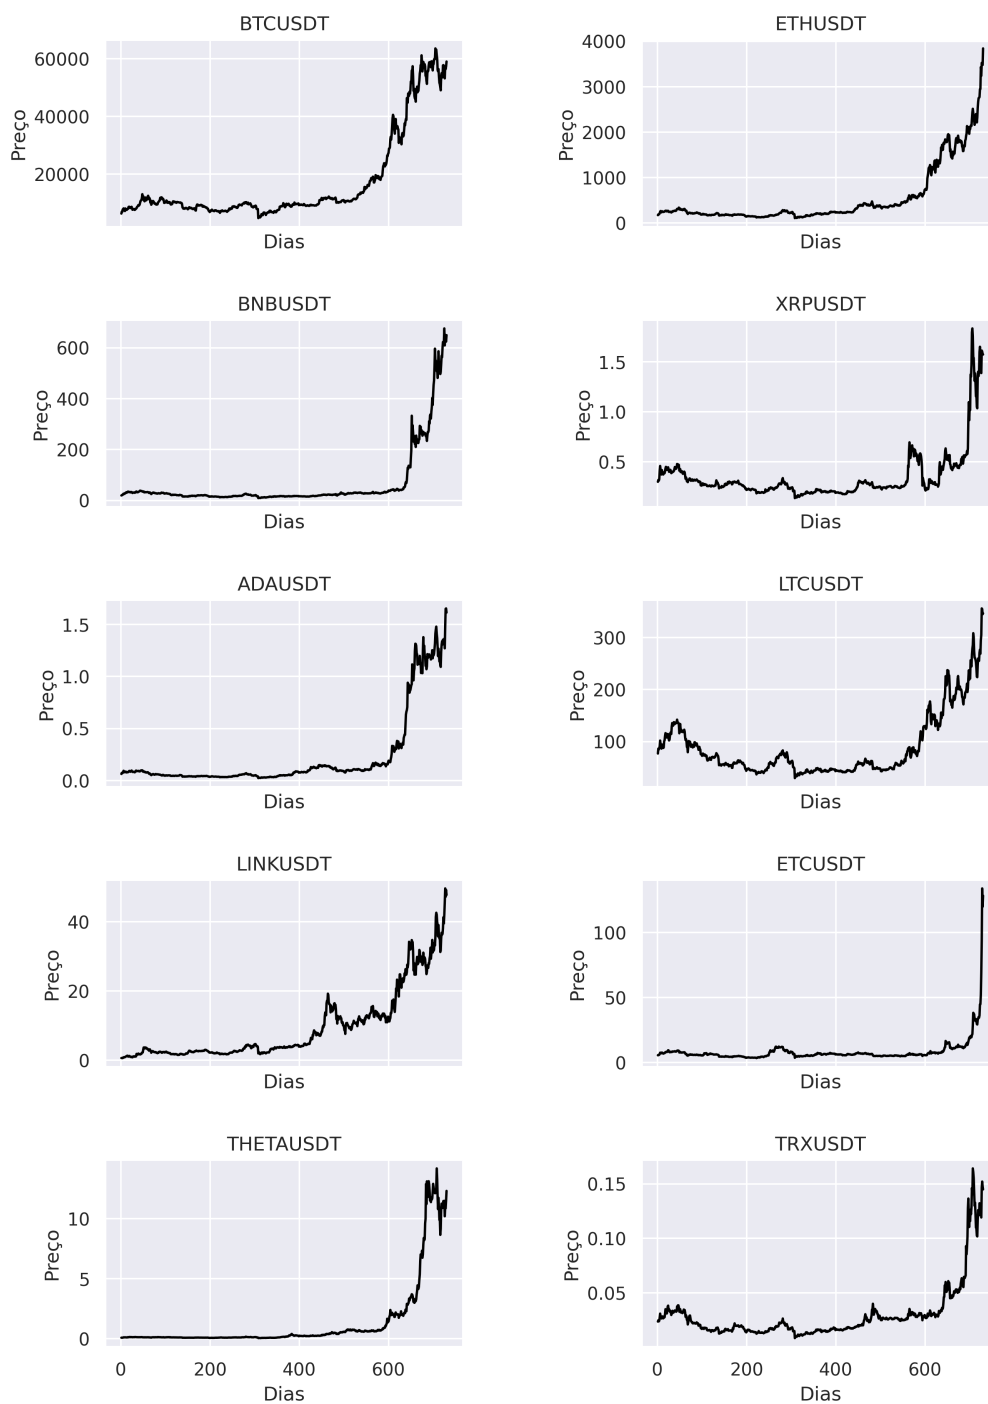 BTCUSDT
60000
40000
20000
Preço
Dias
ETHUSDT
4000
3000
2000
1000
0
Preço
Dias
BNBUSDT
600
400
200
0
Preço
Dias
XRPUSDT
1.5
1.0
0.5
Preço
Dias
ADAUSDT
1.5
1.0
0.5
0.0
Preço
Dias
LTCUSDT
300
200
100
Preço
Dias
LINKUSDT
40
20
0
Preço
Dias
ETCUSDT
100
50
0
Preço
Dias
THETAUSDT
10
5
0
Preço
0 200 400 600
Dias
TRXUSDT
0.15
0.10
0.05
Preço
0 200 400 600
Dias